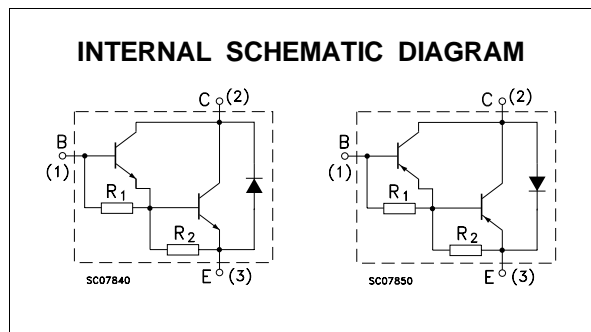 INTERNAL SCHEMATIC DIAGRAM
C (2)
B
(1)
R1
R2
SC07840
E (3)
C (2)
B
(1)
R1
R2
SC07850
E (3)